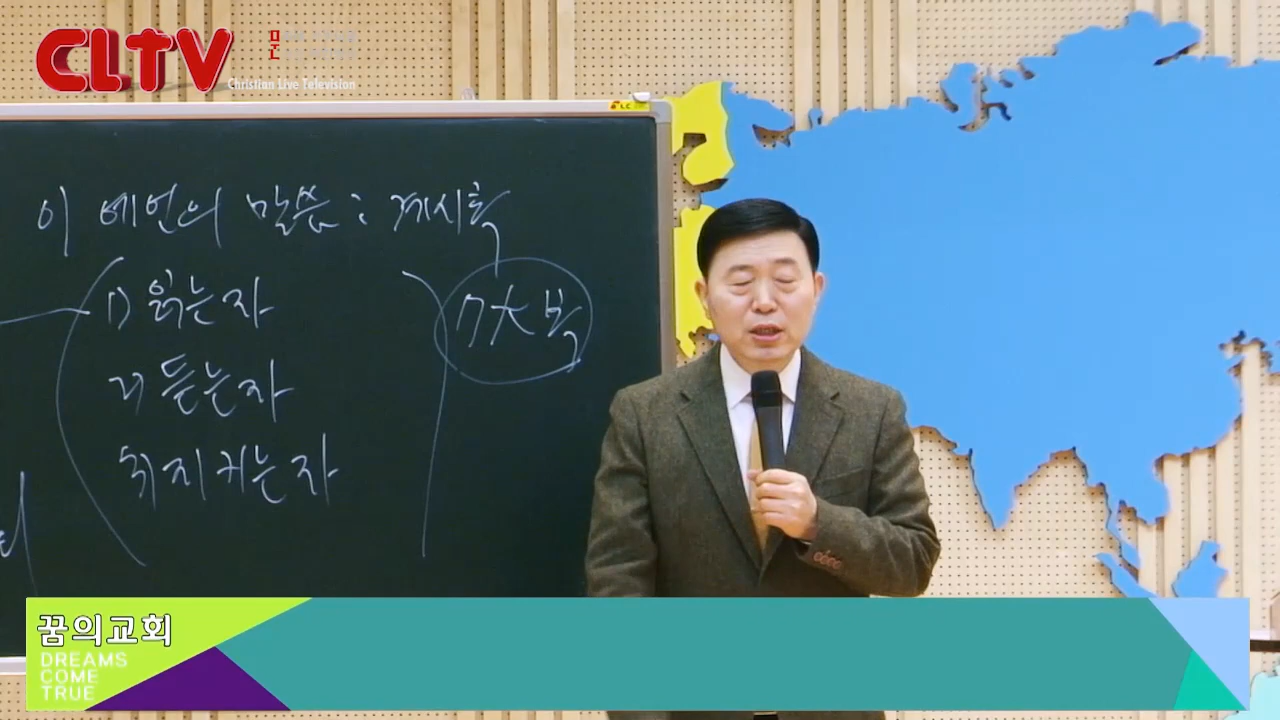 CLTV
Christian Live Television
LC
이 예언의 말씀 : 계시록
1) 읽는 자
2) 듣는 자
3) 지키는 자
7大 복
꿈의교회
DREAMS
COME
TRUE